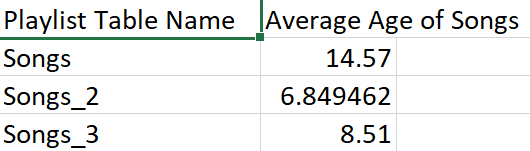 Playlist Table Name Average Age of Songs
Songs 14.57
Songs_2 6.849462
Songs_3 8.51